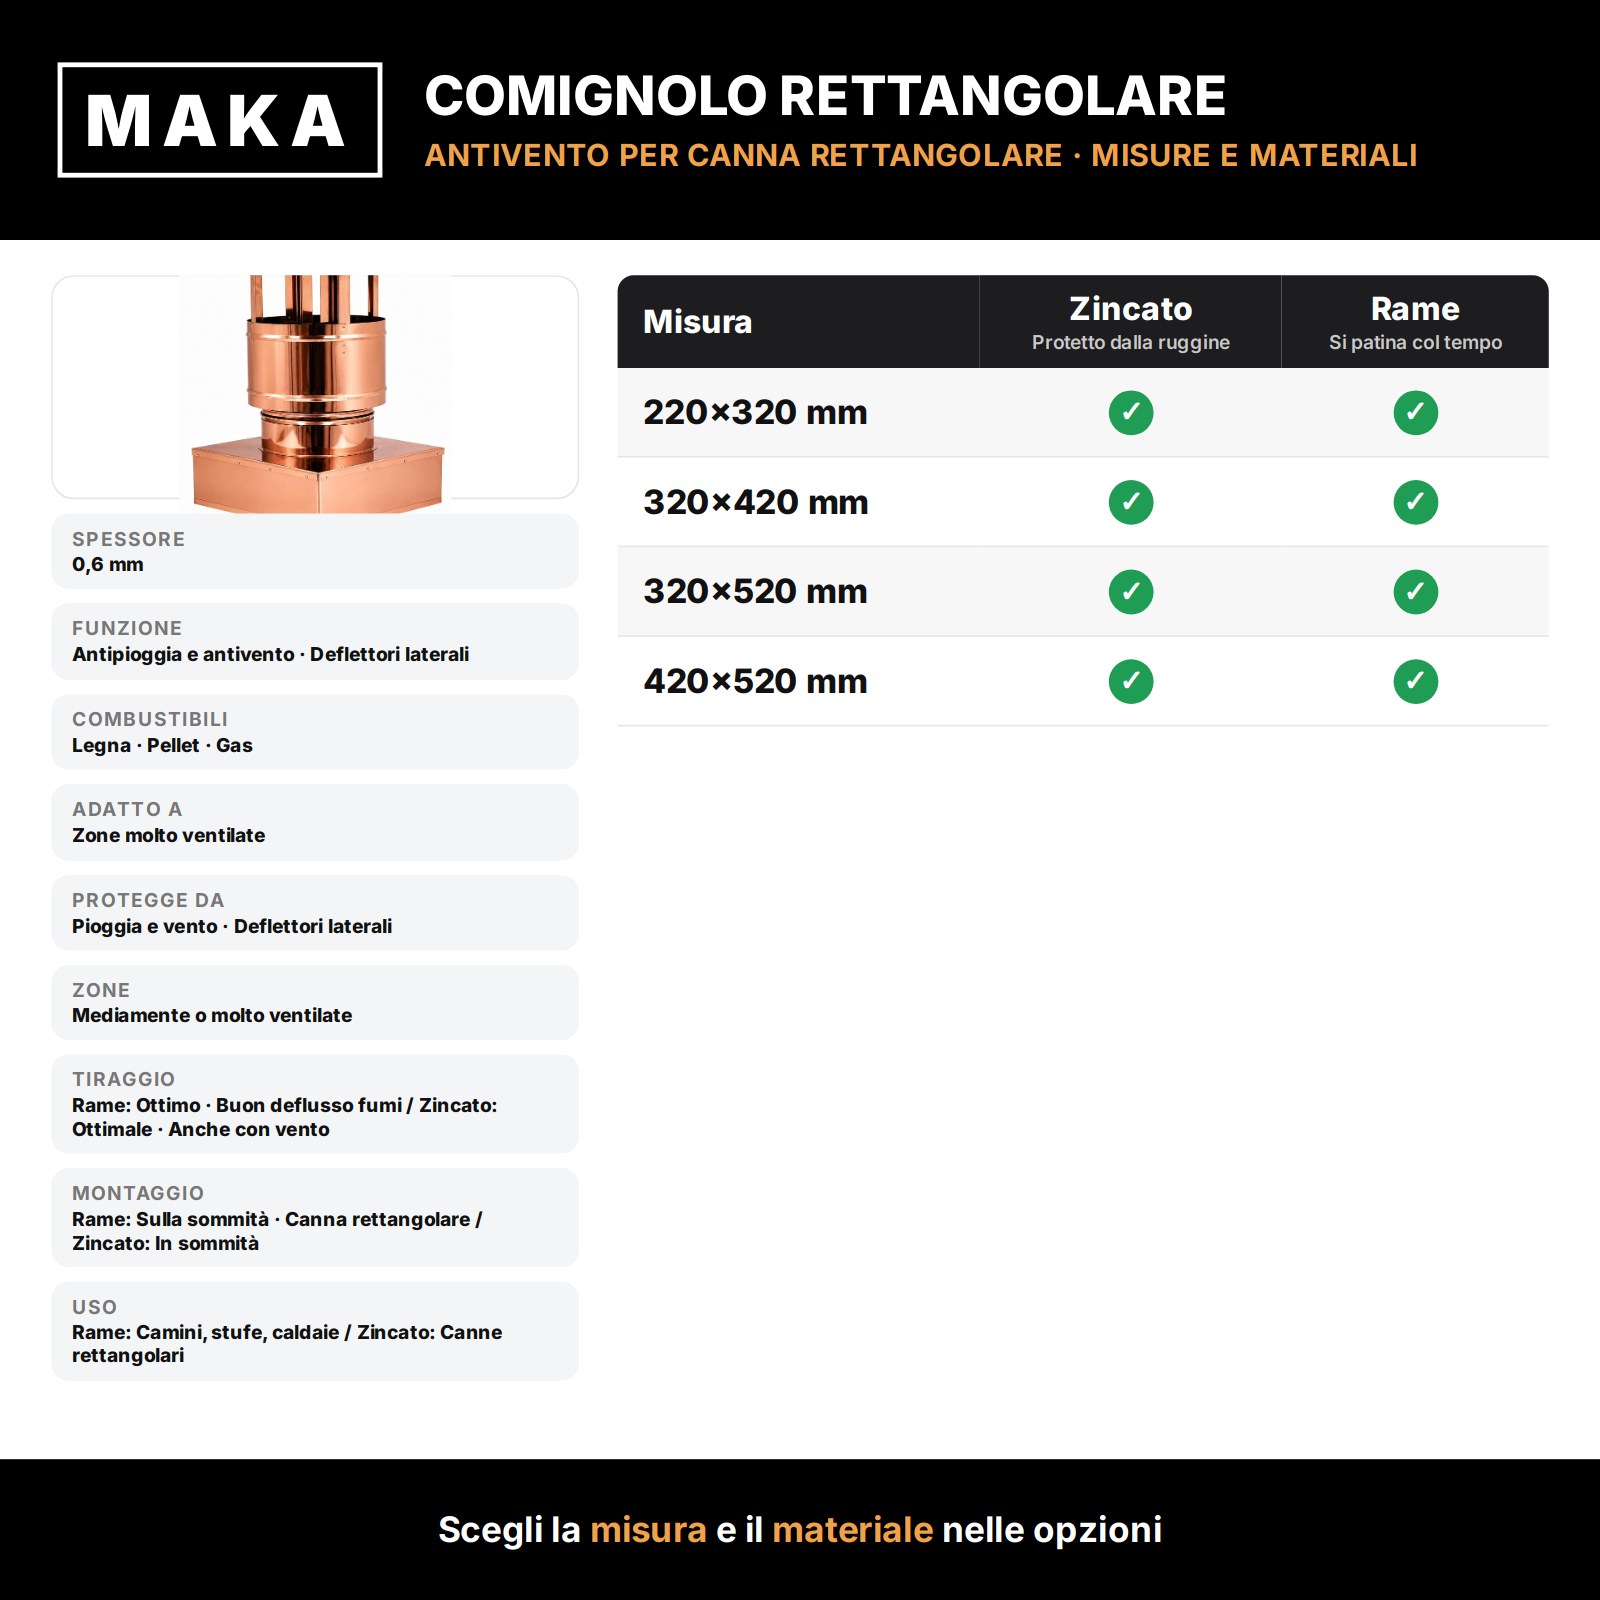 MAKA
COMIGNOLO RETTANGOLARE
ANTIVENTO PER CANNA RETTANGOLARE · MISURE E MATERIALI
SPESSORE
0,6 mm
FUNZIONE
Antipioggia e antivento · Deflettori laterali
COMBUSTIBILI
Legna · Pellet · Gas
ADATTO A
Zone molto ventilate
PROTEGGE DA
Pioggia e vento · Deflettori laterali
ZONE
Mediamente o molto ventilate
TIRAGGIO
Rame: Ottimo · Buon deflusso fumi / Zincato:
Ottimale · Anche con vento
MONTAGGIO
Rame: Sulla sommità · Canna rettangolare /
Zincato: In sommità
USO
Rame: Camini, stufe, caldaie / Zincato: Canne
rettangolari
Misura Zincato Rame
Protetto dalla ruggine Si patina col tempo
220×320 mm ✓ ✓
320×420 mm ✓ ✓
320×520 mm ✓ ✓
420×520 mm ✓ ✓
Scegli la misura e il materiale nelle opzioni